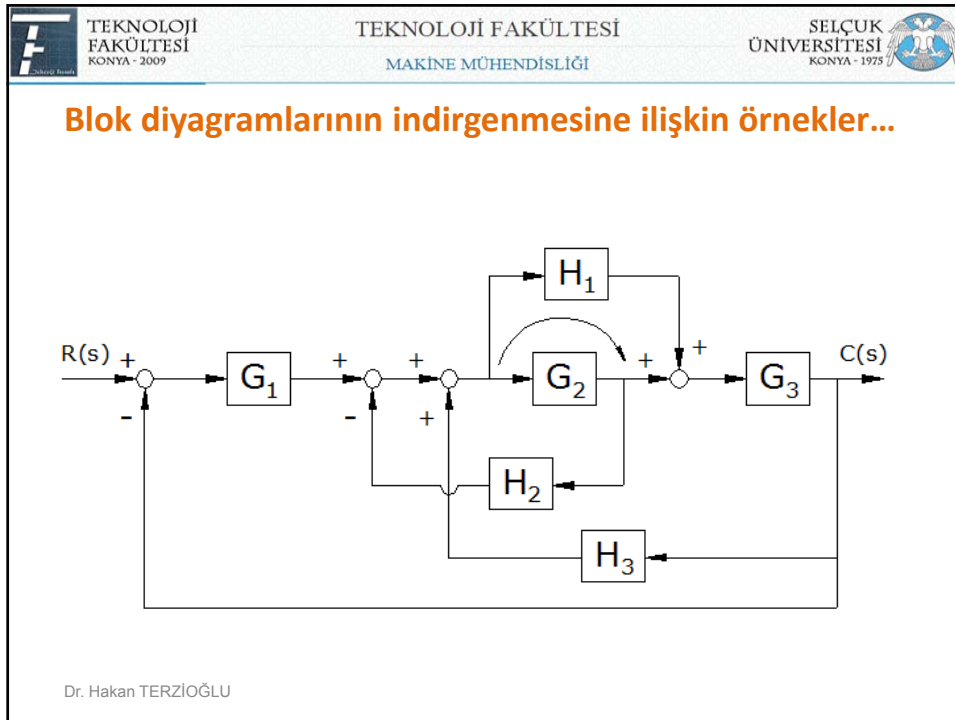 TEKNOLOJİ
FAKÜLTESİ
KONYA - 2009
TEKNOLOJİ FAKÜLTESİ
MAKİNE MÜHENDİSLİĞİ
SELÇUK
ÜNİVERSİTESİ
KONYA - 1975
Blok diyagramlarının indirgenmesine ilişkin örnekler…
H₁
R(s) + + + + + C(s)
G₁ G₂ G₃
- - +
H₂
H₃
Dr. Hakan TERZİOĞLU